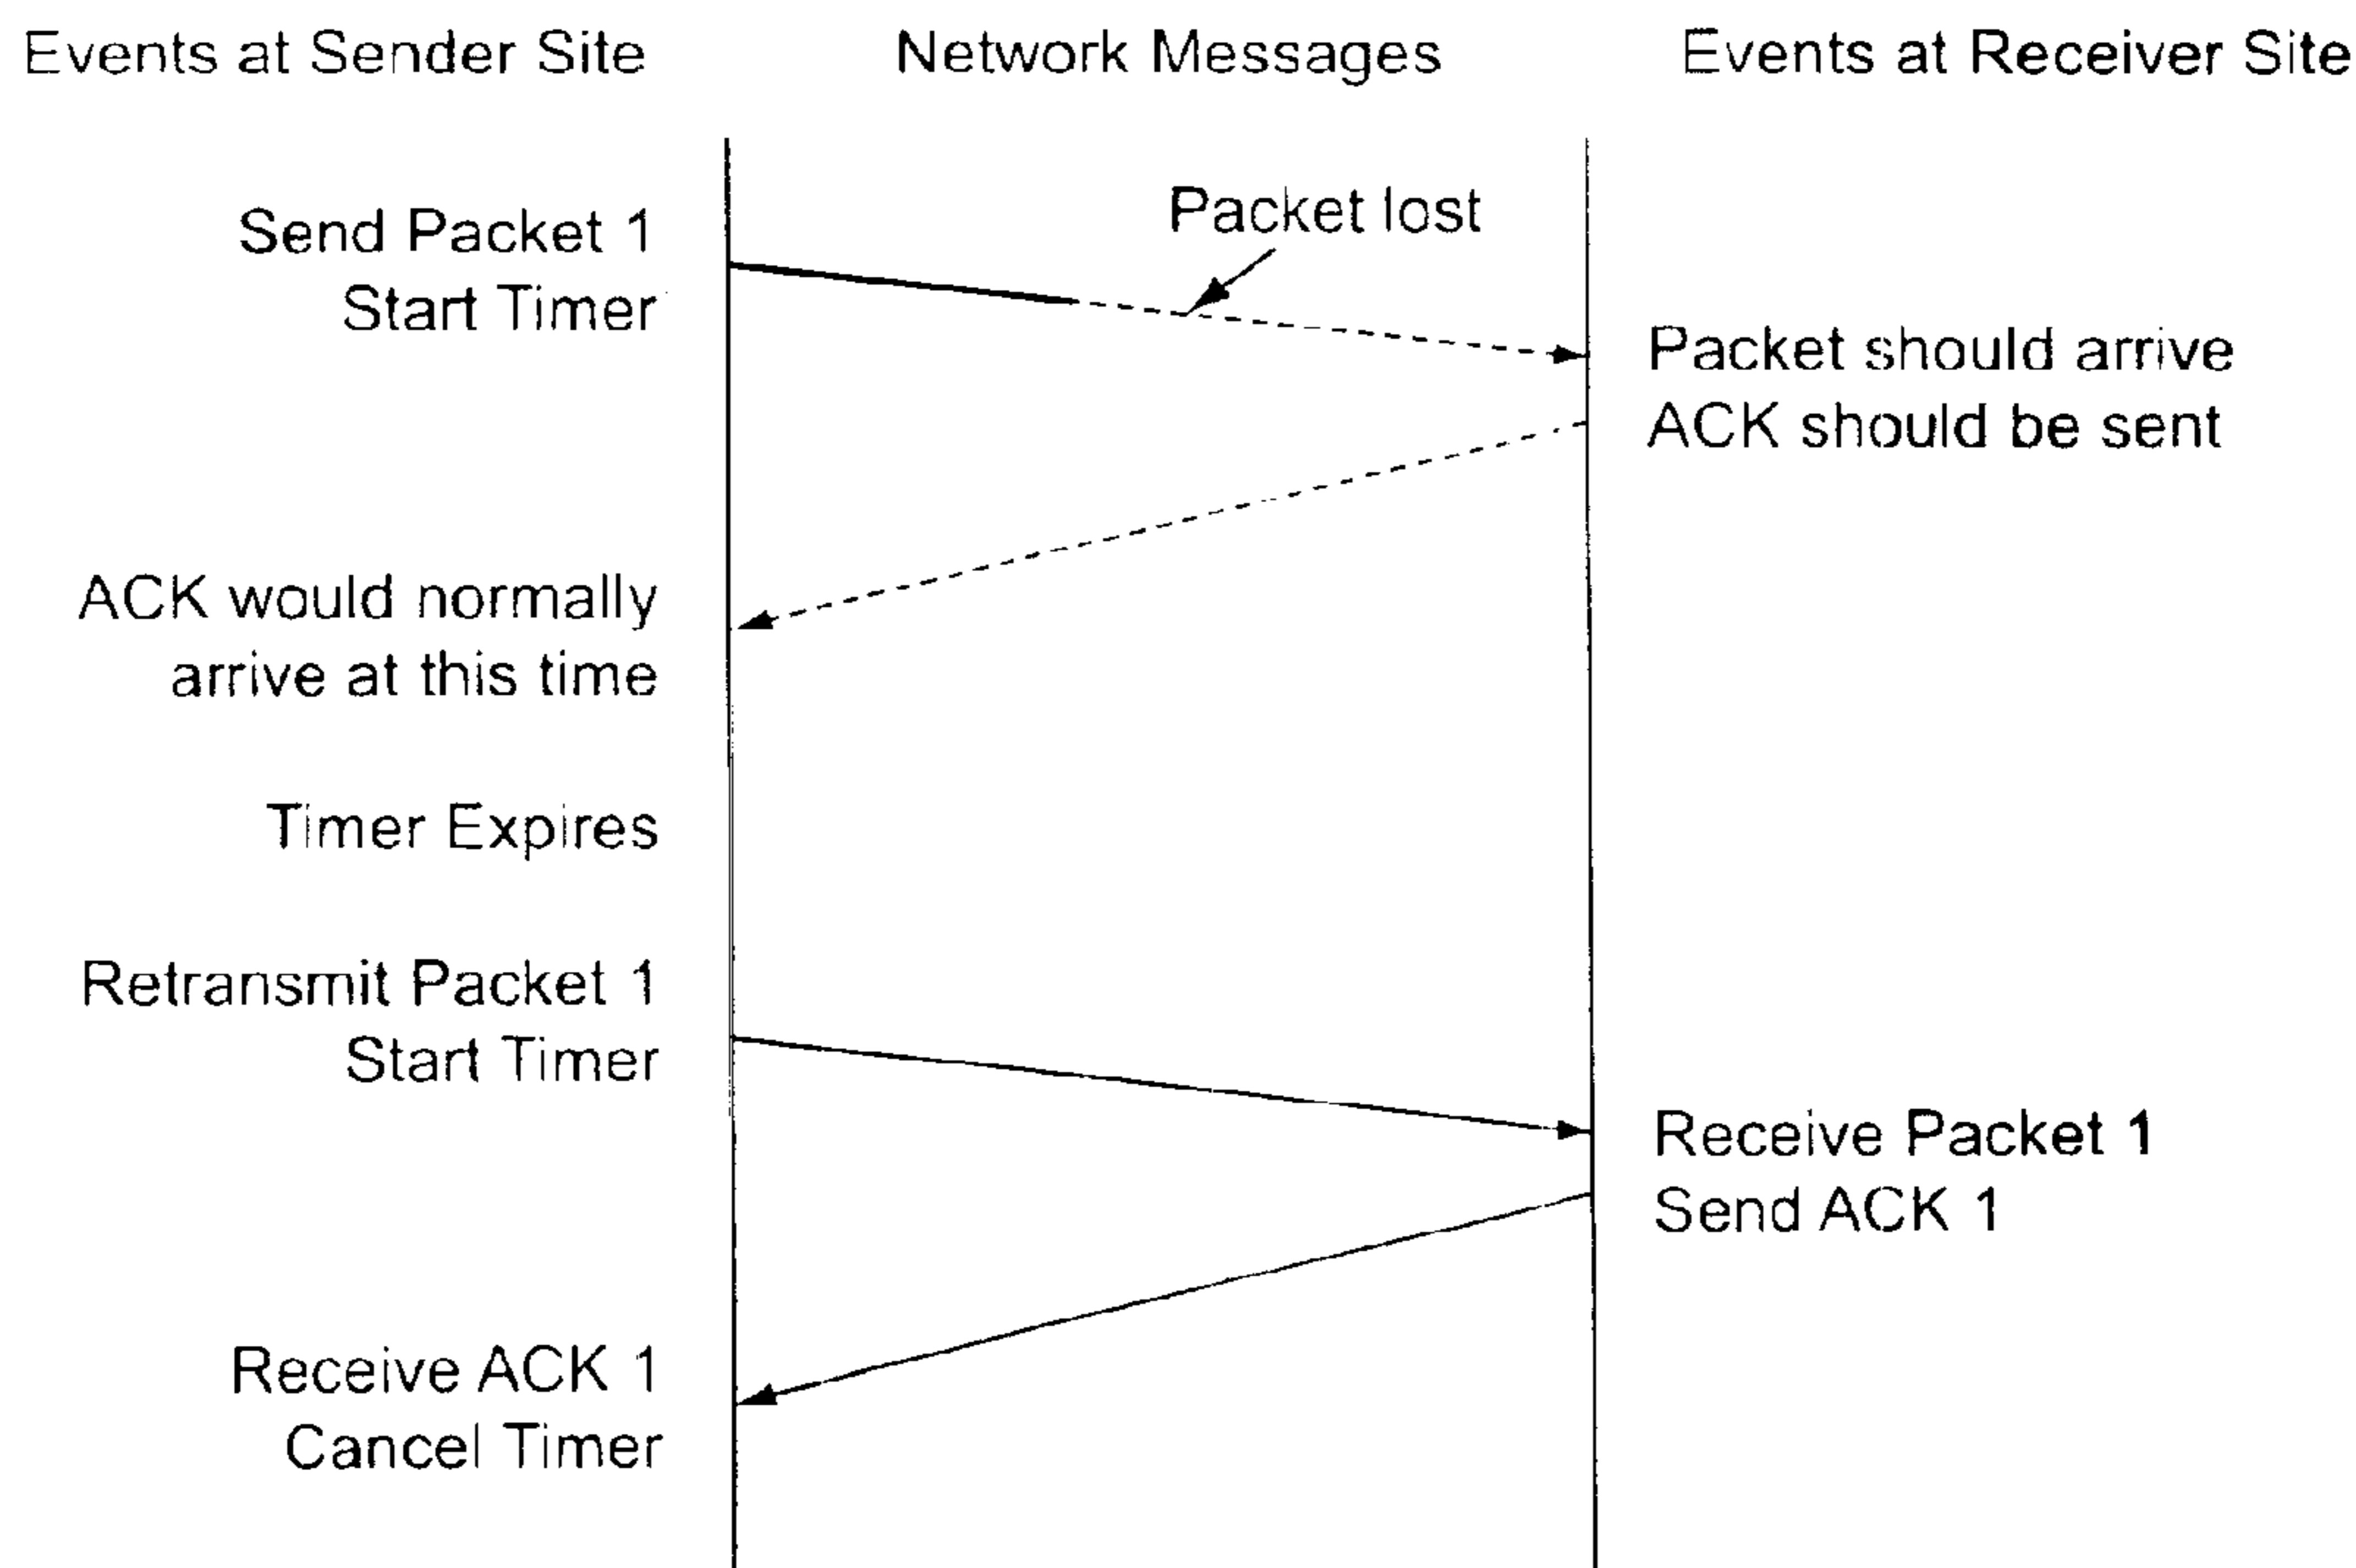 Events at Sender Site
Network Messages
Events at Receiver Site
Packet lost
Send Packet 1
Start Timer
Packet should arrive
ACK should be sent
ACK would normally
arrive at this time
Timer Expires
Retransmit Packet 1
Start Timer
Receive Packet 1
Send ACK 1
Receive ACK 1
Cancel Timer